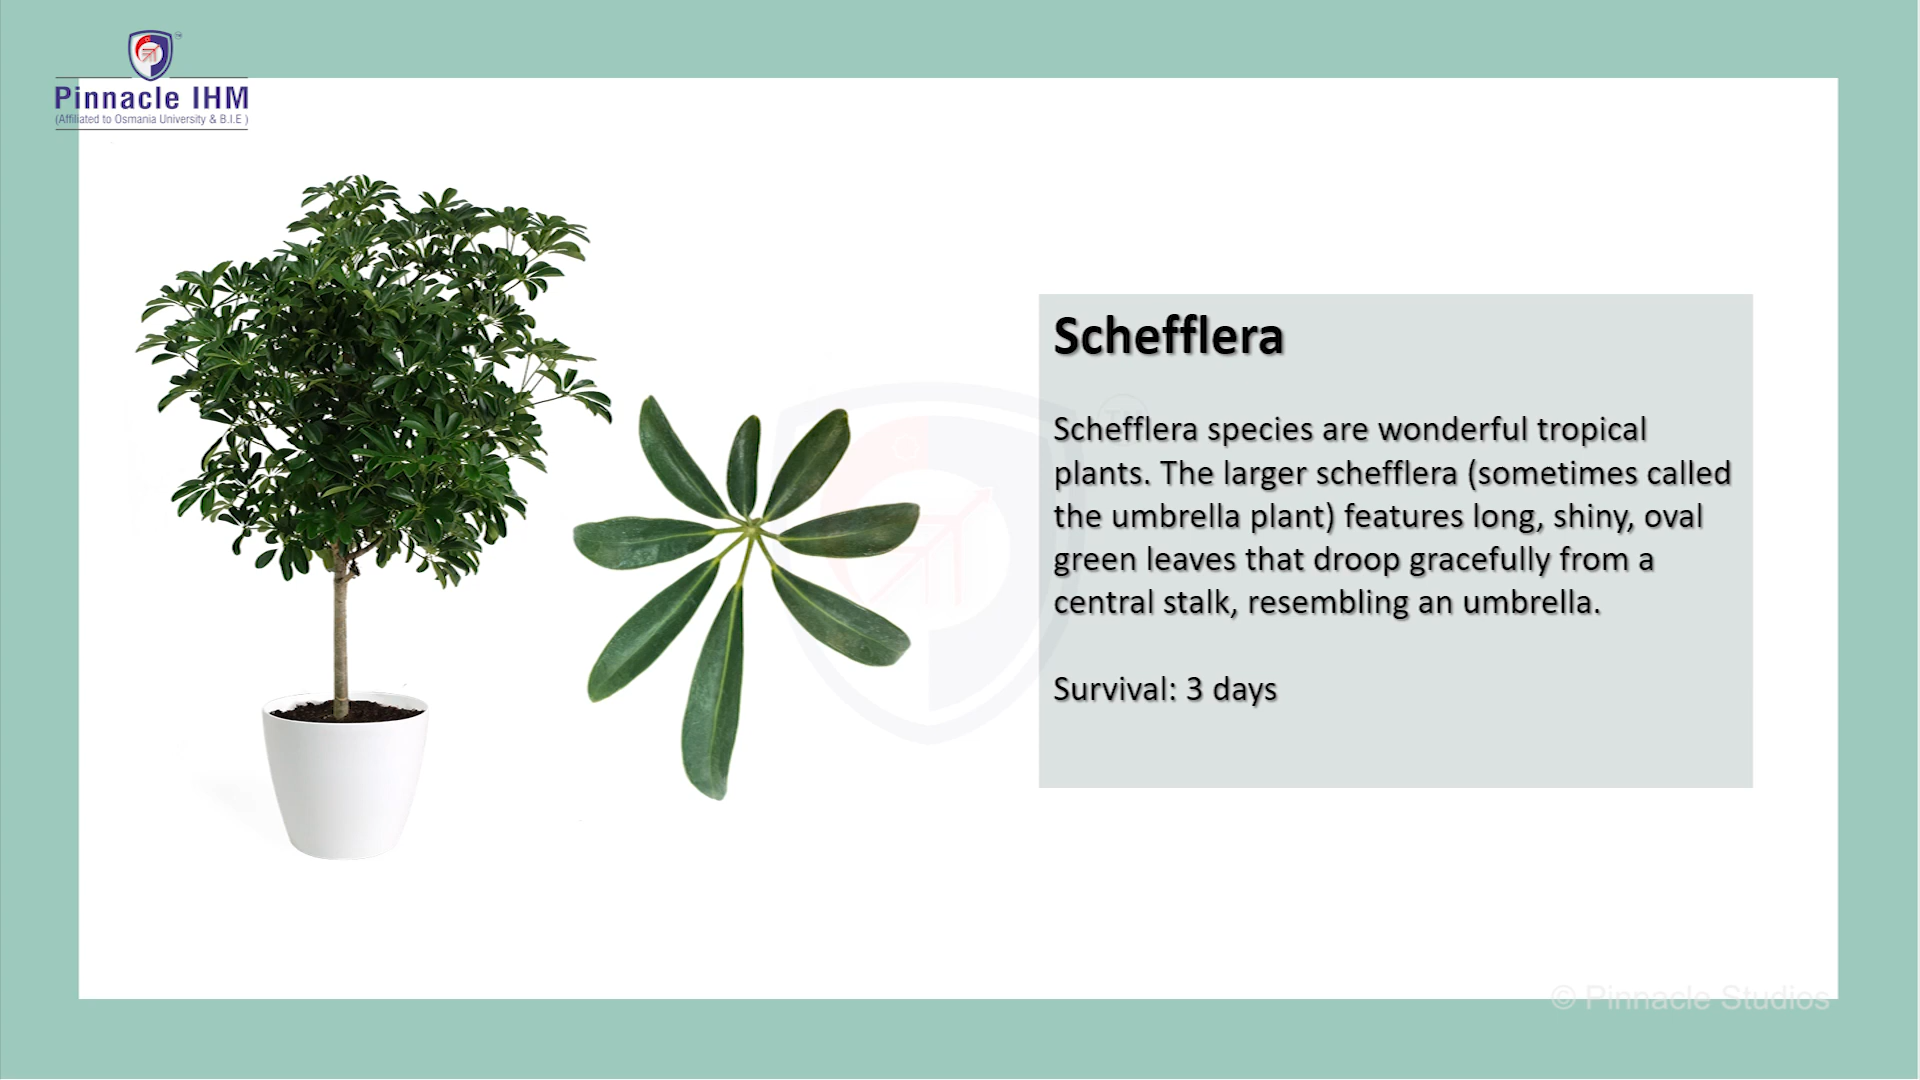 Pinnacle IHM
(Affiliated to Osmania University & B.I.E )
Schefflera
Schefflera species are wonderful tropical
plants. The larger schefflera (sometimes called
the umbrella plant) features long, shiny, oval
green leaves that droop gracefully from a
central stalk, resembling an umbrella.
Survival: 3 days
TM
© Pinnacle Studios